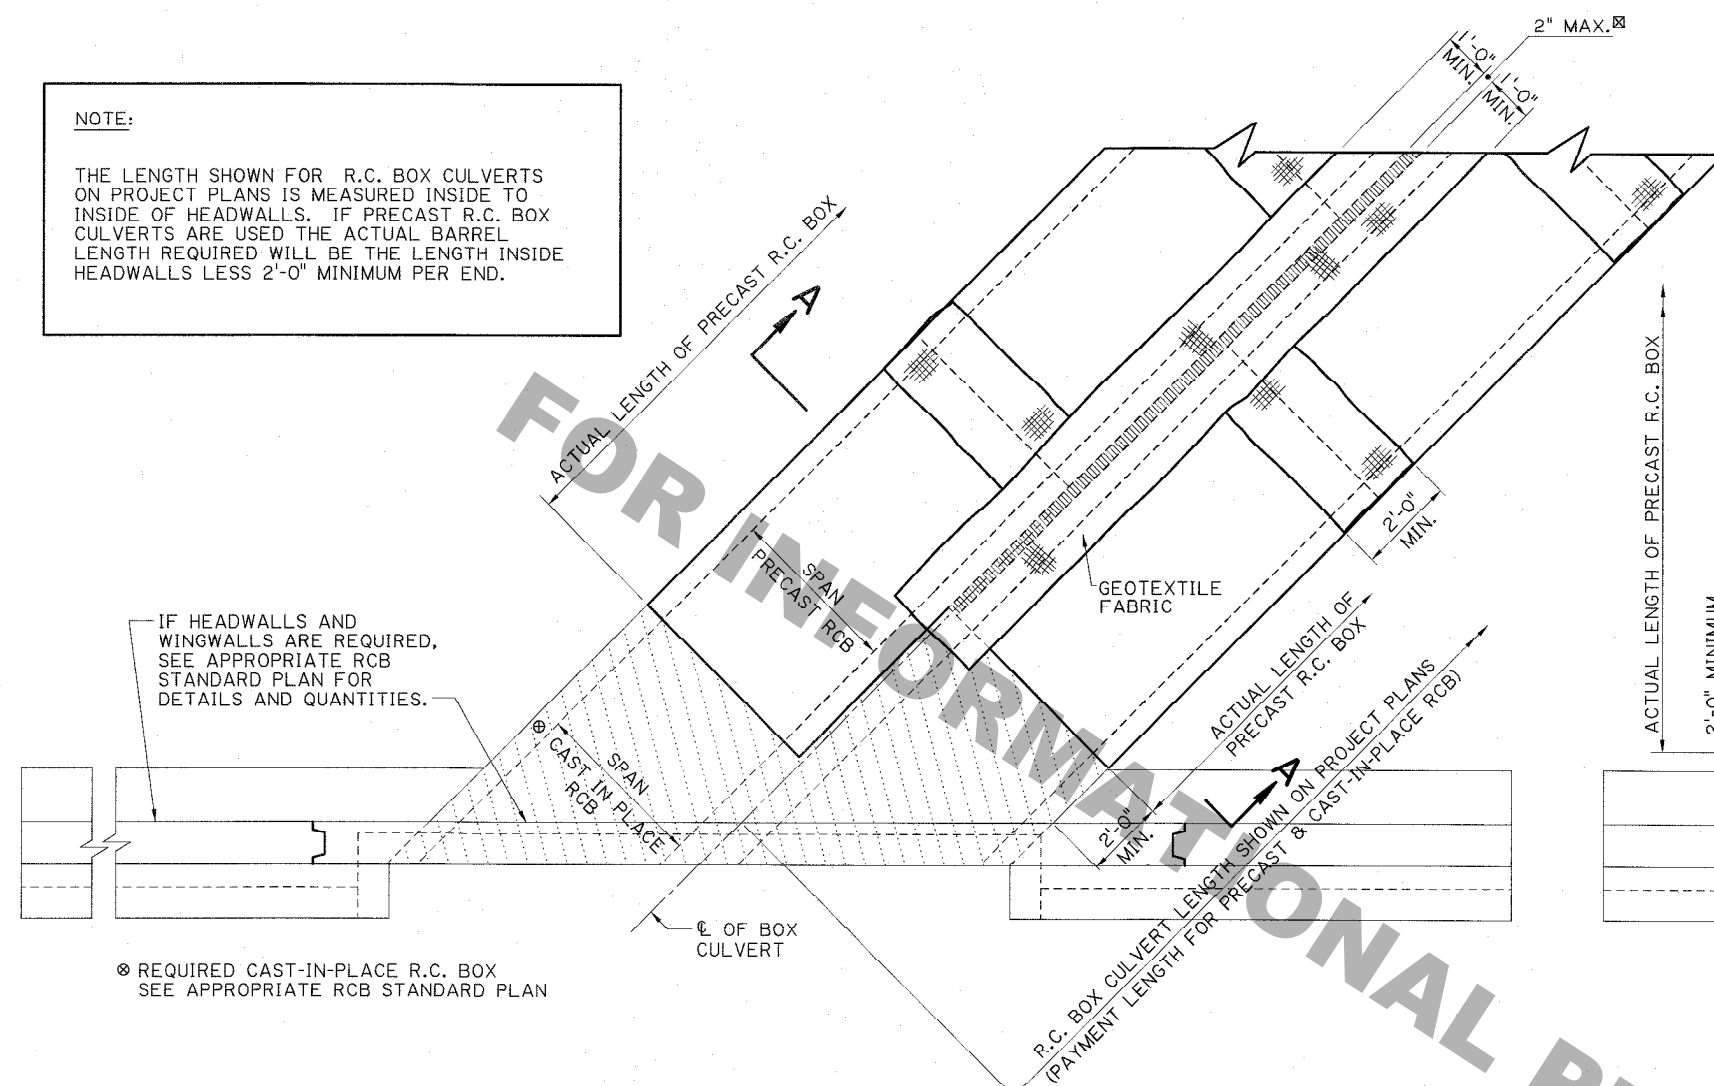 2" MAX.⊠
1'-0"
MIN.
1'-0"
MIN.
NOTE:
THE LENGTH SHOWN FOR R.C. BOX CULVERTS
ON PROJECT PLANS IS MEASURED INSIDE TO
INSIDE OF HEADWALLS. IF PRECAST R.C. BOX
CULVERTS ARE USED THE ACTUAL BARREL
LENGTH REQUIRED WILL BE THE LENGTH INSIDE
HEADWALLS LESS 2'-0" MINIMUM PER END.
ACTUAL LENGTH OF PRECAST R.C. BOX
A
SPAN
PRECAST RCB
2'-0"
MIN.
GEOTEXTILE
FABRIC
ACTUAL LENGTH OF PRECAST R.C. BOX
2'-0" MINIMUM
IF HEADWALLS AND
WINGWALLS ARE REQUIRED,
SEE APPROPRIATE RCB
STANDARD PLAN FOR
DETAILS AND QUANTITIES.
⊗
SPAN
CAST IN PLACE
RCB
ACTUAL LENGTH OF
PRECAST R.C. BOX
A
2'-0"
MIN.
R.C. BOX CULVERT LENGTH SHOWN ON PROJECT PLANS
(PAYMENT LENGTH FOR PRECAST & CAST-IN-PLACE RCB)
℄ OF BOX
CULVERT
⊗ REQUIRED CAST-IN-PLACE R.C. BOX
SEE APPROPRIATE RCB STANDARD PLAN
FOR INFORMATIONAL